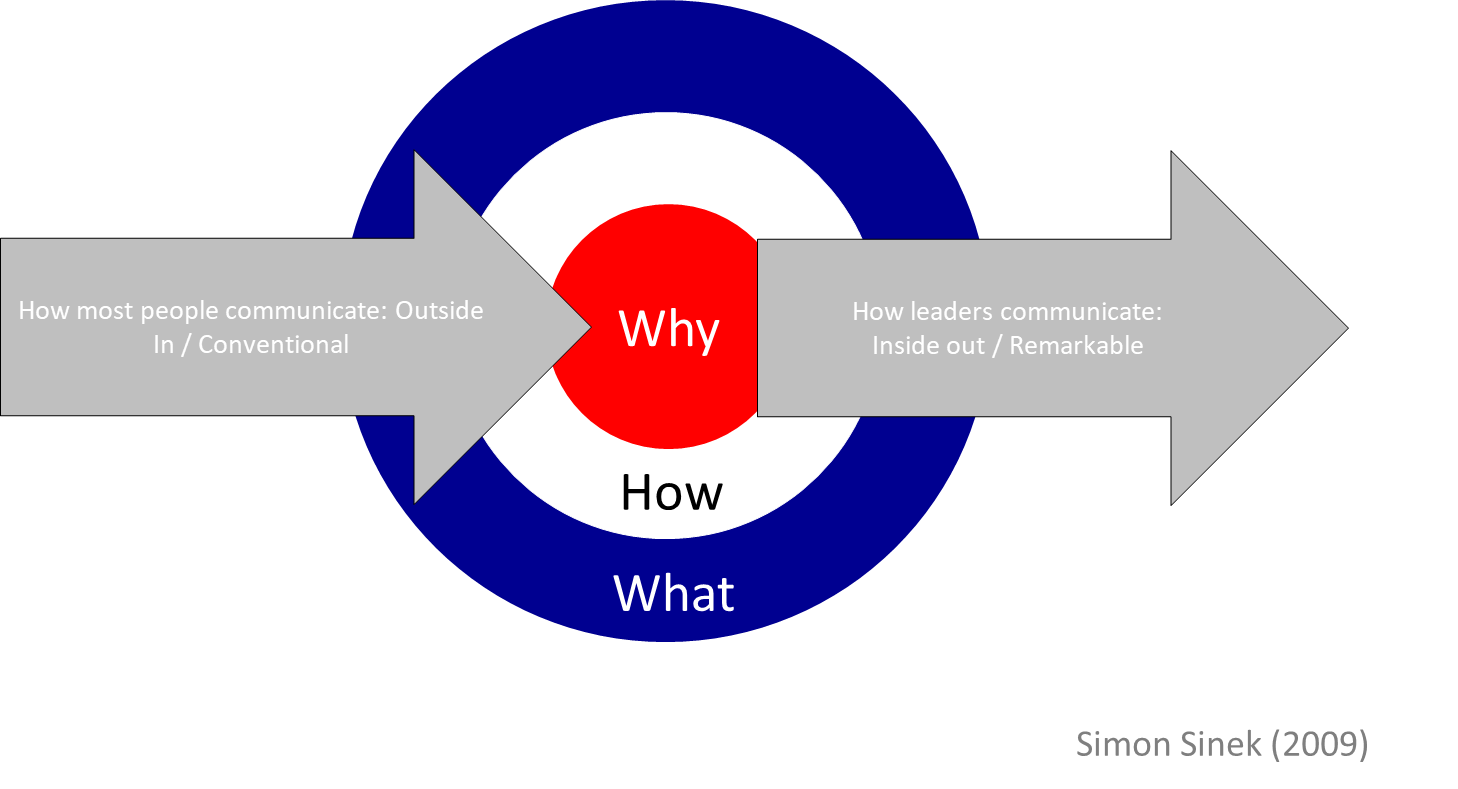 How most people communicate: Outside
In / Conventional
Why
How leaders communicate:
Inside out / Remarkable
How
What
Simon Sinek (2009)